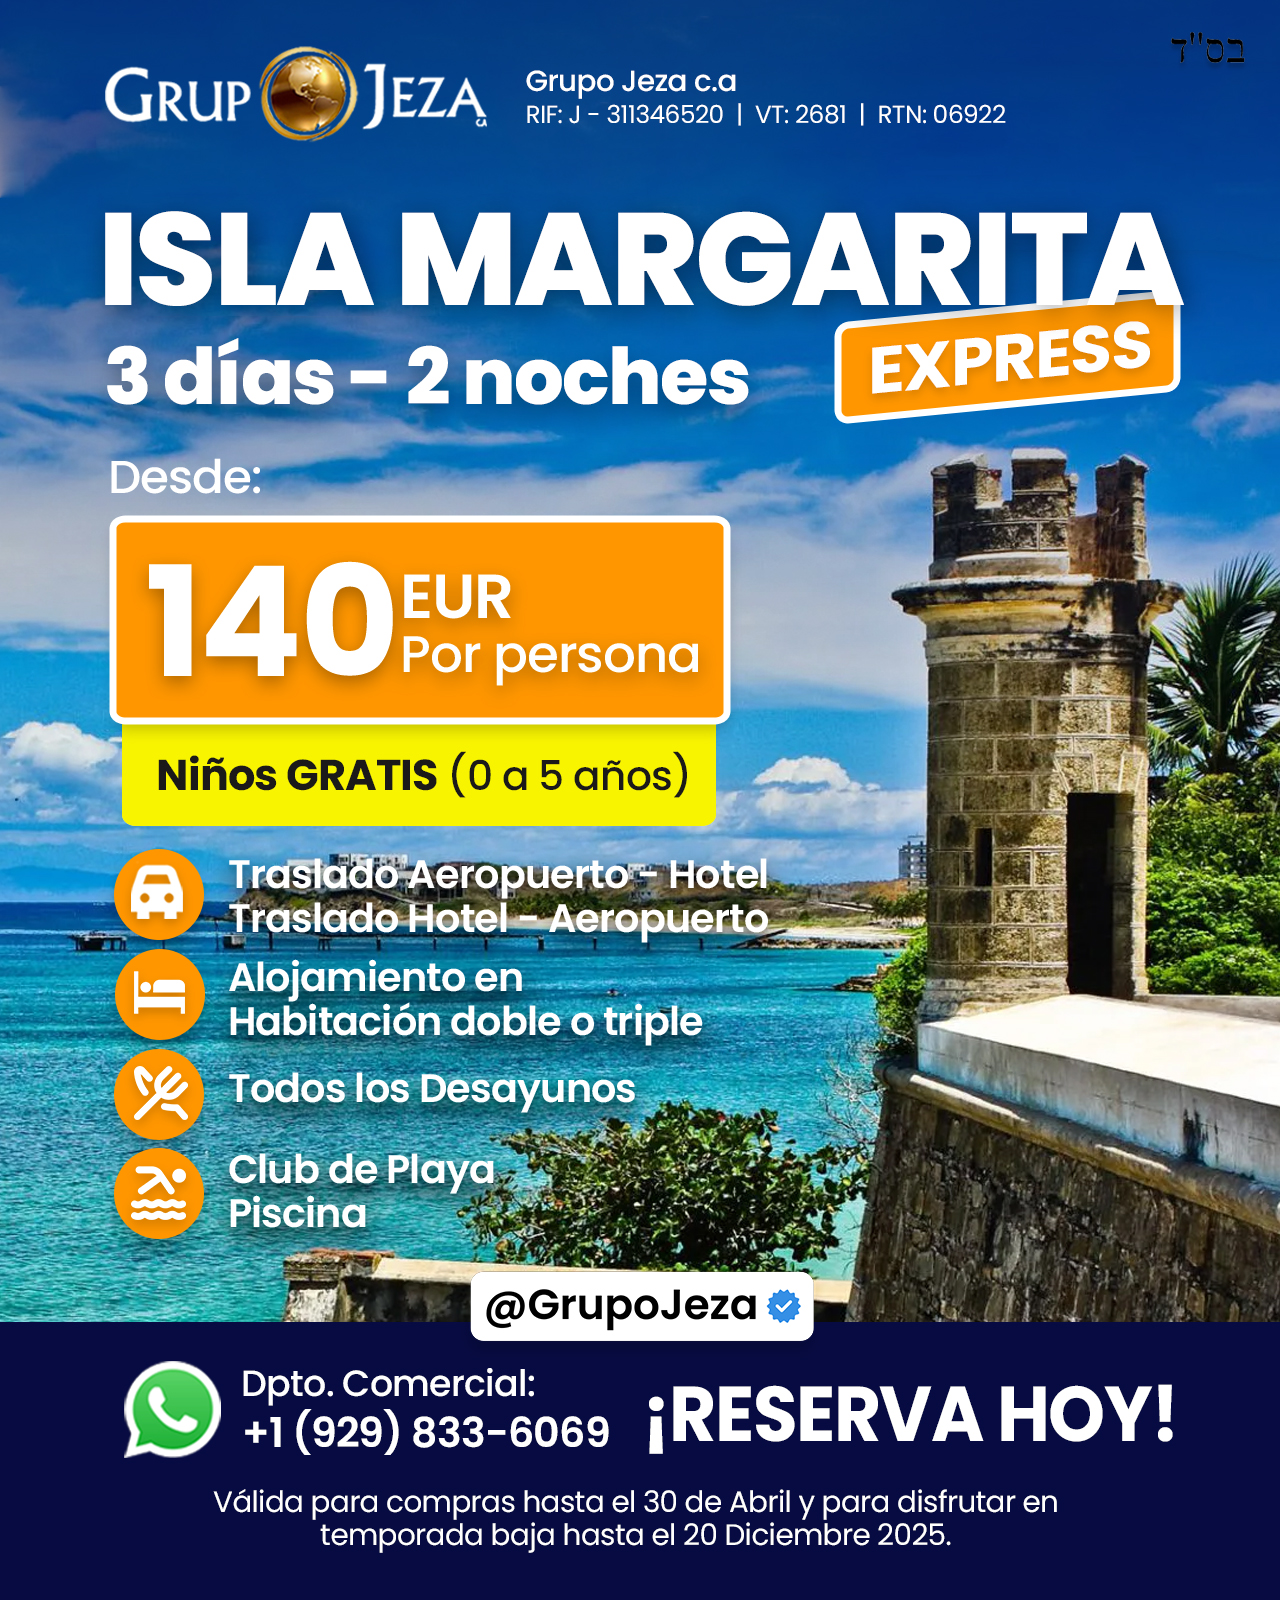 בס"ד
GRUPO JEZA C.A
Grupo Jeza c.a
RIF: J - 311346520 | VT: 2681 | RTN: 06922
ISLA MARGARITA
EXPRESS
3 días - 2 noches
Desde:
140 EUR
Por persona
Niños GRATIS (0 a 5 años)
Traslado Aeropuerto - Hotel
Traslado Hotel - Aeropuerto
Alojamiento en
Habitación doble o triple
Todos los Desayunos
Club de Playa
Piscina
@GrupoJeza
Dpto. Comercial:
+1 (929) 833-6069
¡RESERVA HOY!
Válida para compras hasta el 30 de Abril y para disfrutar en
temporada baja hasta el 20 Diciembre 2025.